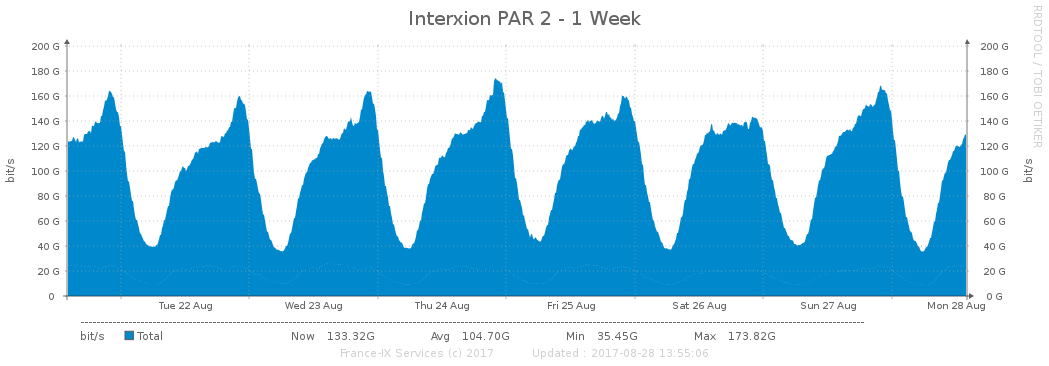 Interxion PAR 2 - 1 Week
RRDTOOL / TOBI OETIKER
200 G 200 G
180 G 180 G
160 G 160 G
140 G 140 G
120 G 120 G
100 G 100 G
80 G 80 G
60 G 60 G
40 G 40 G
20 G 20 G
0 0 G
bit/s
bit/s
Tue 22 Aug Wed 23 Aug Thu 24 Aug Fri 25 Aug Sat 26 Aug Sun 27 Aug Mon 28 Aug
bit/s Total Now 133.32G Avg 104.70G Min 35.45G Max 173.82G
France-IX Services (c) 2017 Updated : 2017-08-28 13:55:06